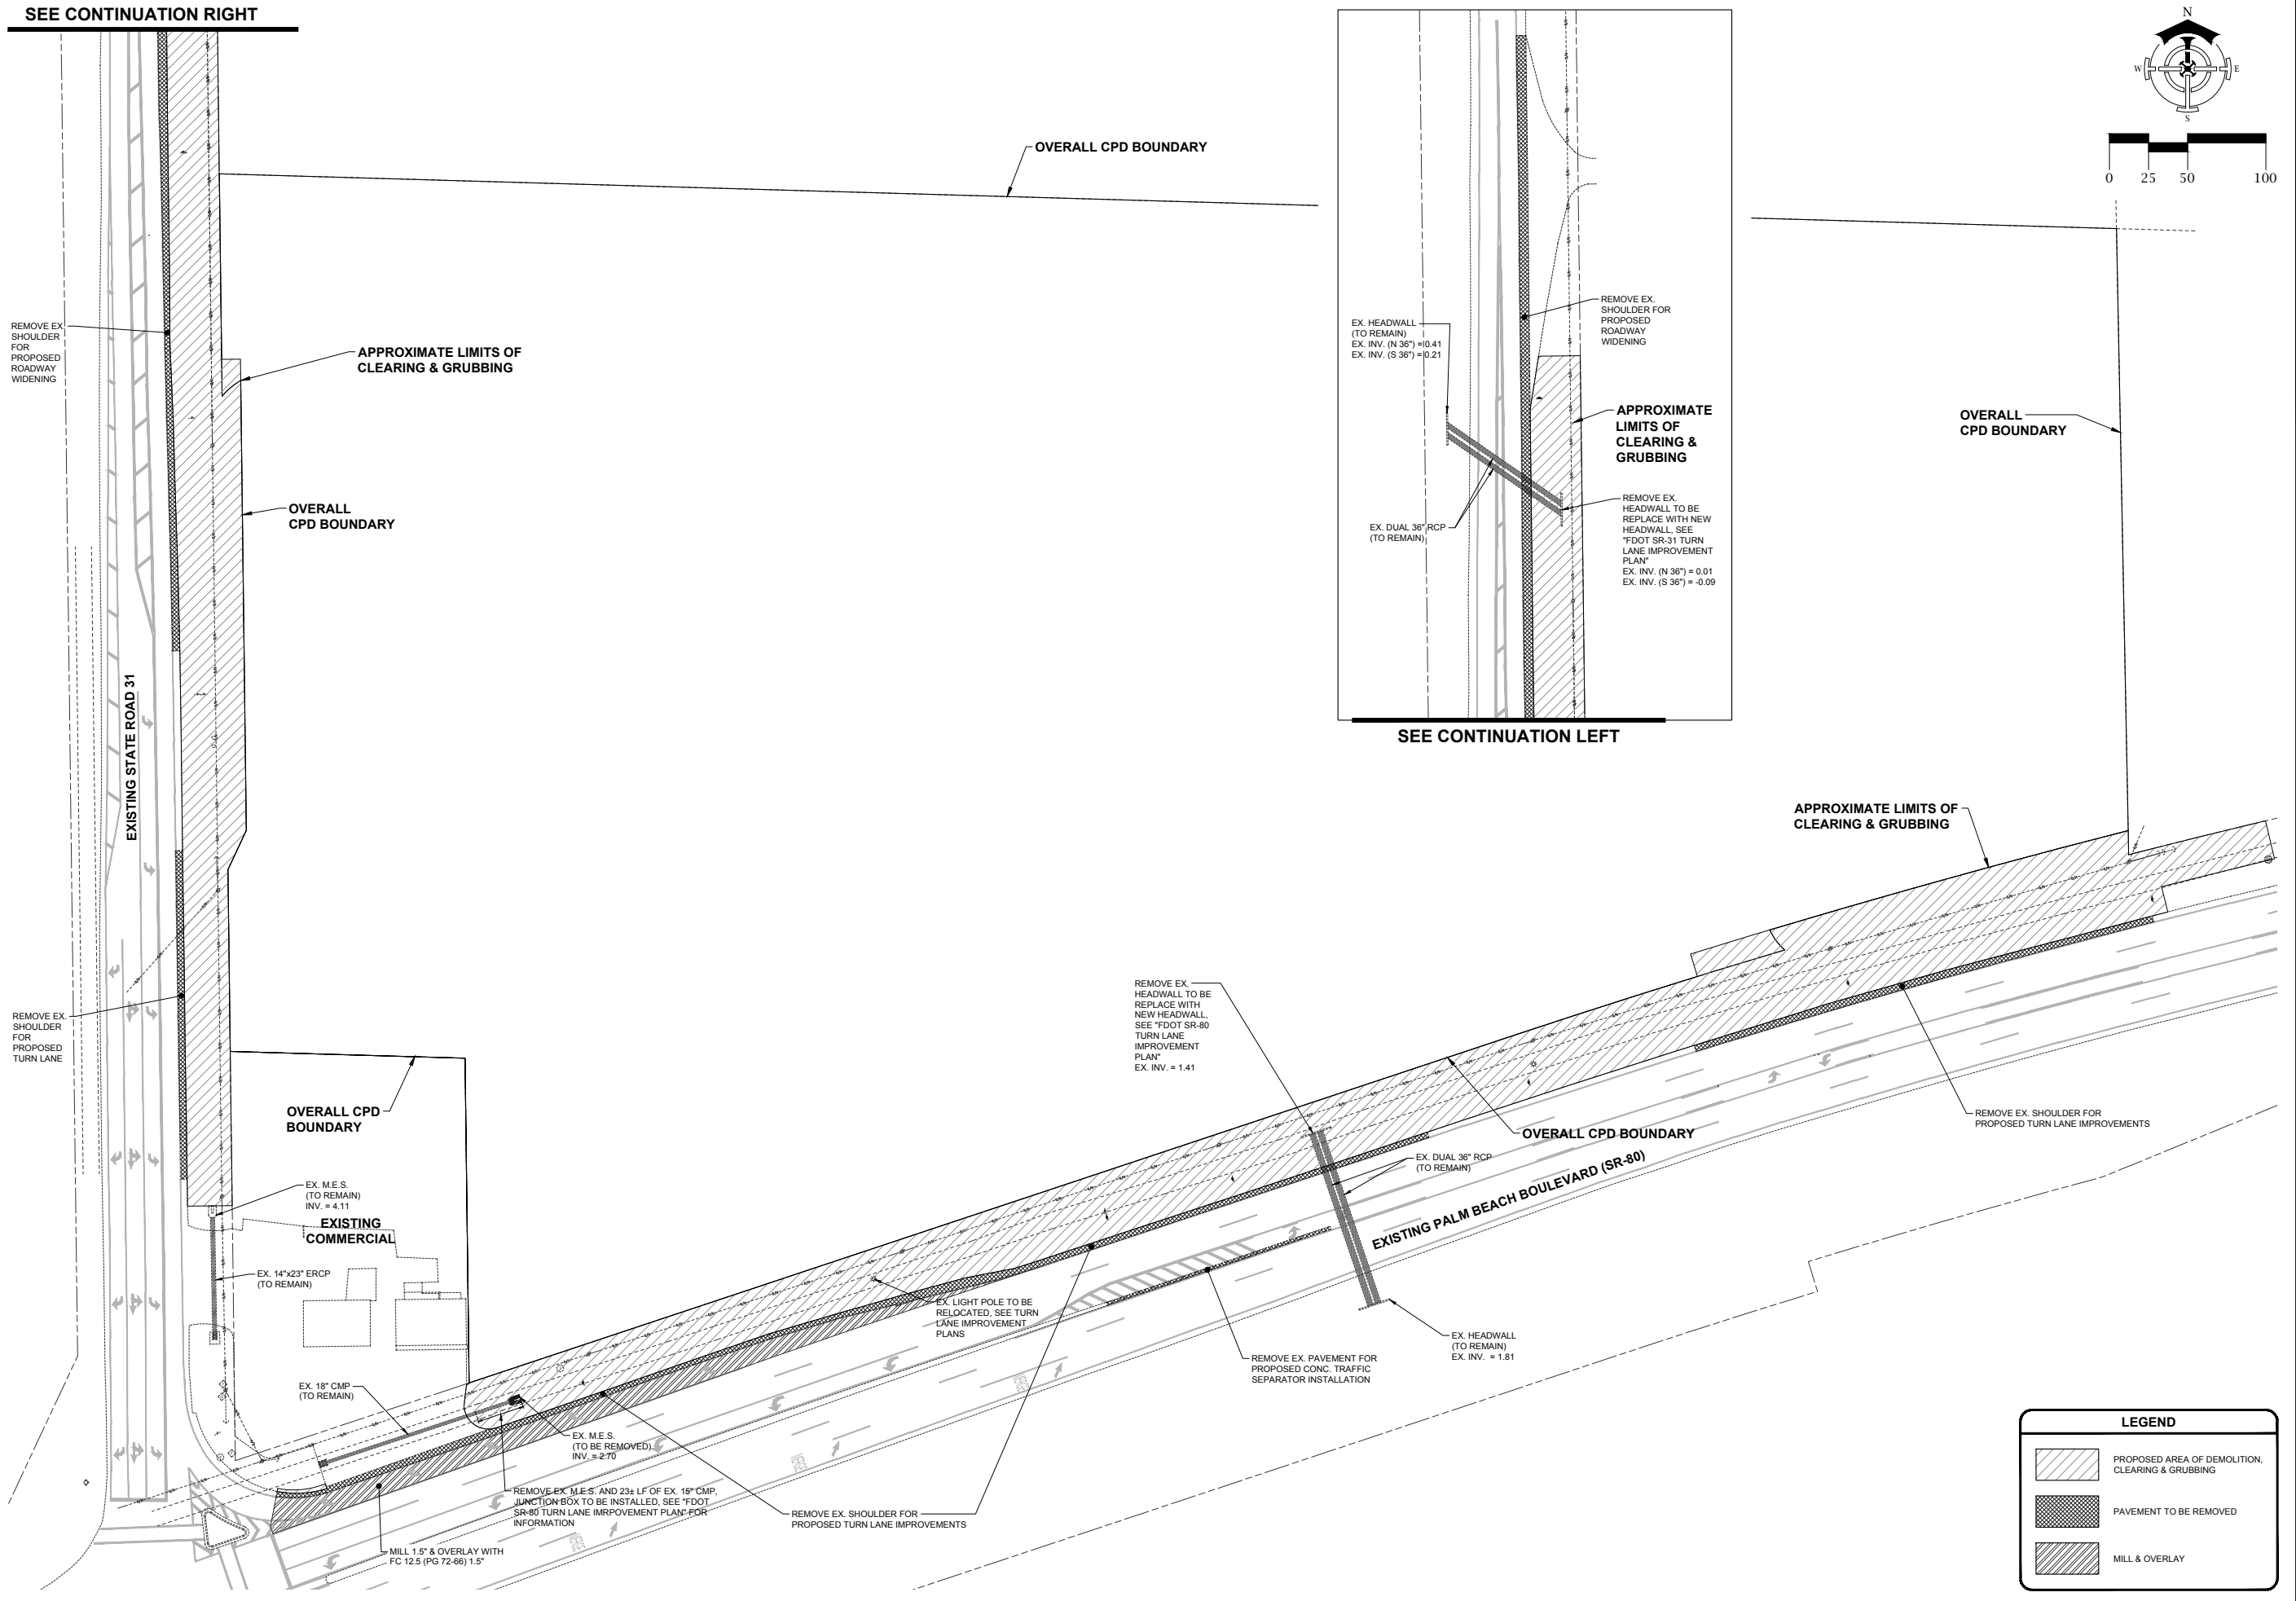 SEE CONTINUATION RIGHT
N
W
E
S
0 25 50 100
OVERALL CPD BOUNDARY
REMOVE EX.
SHOULDER
FOR
PROPOSED
ROADWAY
WIDENING
APPROXIMATE LIMITS OF
CLEARING & GRUBBING
OVERALL
CPD BOUNDARY
EXISTING STATE ROAD 31
EX. HEADWALL
(TO REMAIN)
EX. INV. (N 36") = 0.41
EX. INV. (S 36") = 0.21
REMOVE EX.
SHOULDER FOR
PROPOSED
ROADWAY
WIDENING
APPROXIMATE
LIMITS OF
CLEARING &
GRUBBING
EX. DUAL 36" RCP
(TO REMAIN)
REMOVE EX.
HEADWALL TO BE
REPLACE WITH NEW
HEADWALL, SEE
"FDOT SR-31 TURN
LANE IMPROVEMENT
PLAN"
EX. INV. (N 36") = 0.01
EX. INV. (S 36") = -0.09
SEE CONTINUATION LEFT
OVERALL
CPD BOUNDARY
APPROXIMATE LIMITS OF
CLEARING & GRUBBING
REMOVE EX.
SHOULDER
FOR
PROPOSED
TURN LANE
OVERALL CPD
BOUNDARY
EX. M.E.S.
(TO REMAIN)
INV. = 4.11
EXISTING
COMMERCIAL
EX. 14"x23" ERCP
(TO REMAIN)
EX. 18" CMP
(TO REMAIN)
REMOVE EX.
HEADWALL TO BE
REPLACE WITH
NEW HEADWALL,
SEE "FDOT SR-80
TURN LANE
IMPROVEMENT
PLAN"
EX. INV. = 1.41
OVERALL CPD BOUNDARY
EX. DUAL 36" RCP
(TO REMAIN)
EXISTING PALM BEACH BOULEVARD (SR-80)
REMOVE EX. SHOULDER FOR
PROPOSED TURN LANE IMPROVEMENTS
EX. LIGHT POLE TO BE
RELOCATED, SEE TURN
LANE IMPROVEMENT
PLANS
EX. HEADWALL
(TO REMAIN)
EX. INV. = 1.81
REMOVE EX. PAVEMENT FOR
PROPOSED CONC. TRAFFIC
SEPARATOR INSTALLATION
EX. M.E.S.
(TO BE REMOVED)
INV. = 2.70
REMOVE EX. M.E.S. AND 23± LF OF EX. 15" CMP,
JUNCTION BOX TO BE INSTALLED, SEE "FDOT
SR-80 TURN LANE IMRPOVEMENT PLAN" FOR
INFORMATION
REMOVE EX. SHOULDER FOR
PROPOSED TURN LANE IMPROVEMENTS
MILL 1.5" & OVERLAY WITH
FC 12.5 (PG 72-66) 1.5"
LEGEND
PROPOSED AREA OF DEMOLITION,
CLEARING & GRUBBING
PAVEMENT TO BE REMOVED
MILL & OVERLAY